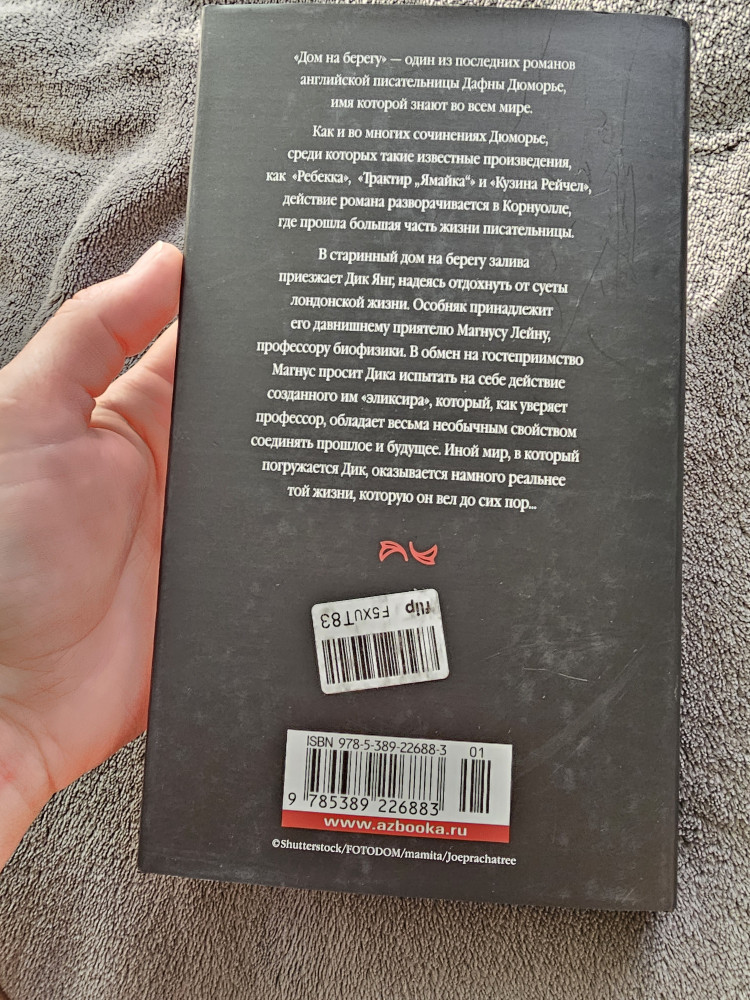 «Дом на берегу» — один из последних романов
английской писательницы Дафны Дюморье,
имя которой знают во всем мире.
Как и во многих сочинениях Дюморье,
среди которых такие известные произведения,
как «Ребекка», «Трактир „Ямайка“» и «Кузина Рейчел»,
действие романа разворачивается в Корнуолле,
где прошла большая часть жизни писательницы.
В старинный дом на берегу залива
приезжает Дик Янг, надеясь отдохнуть от суеты
лондонской жизни. Особняк принадлежит
его давнишнему приятелю Магнусу Лейну,
профессору биофизики. В обмен на гостеприимство
Магнус просит Дика испытать на себе действие
созданного им «эликсира», который, как уверяет
профессор, обладает весьма необычным свойством
соединять прошлое и будущее. Иной мир, в который
погружается Дик, оказывается намного реальнее
той жизни, которую он вел до сих пор...
flip F5XUT83
ISBN 978-5-389-22688-3 01
9 785389 226883
www.azbooka.ru
©Shutterstock/FOTODOM/mamita/Joeprachatree